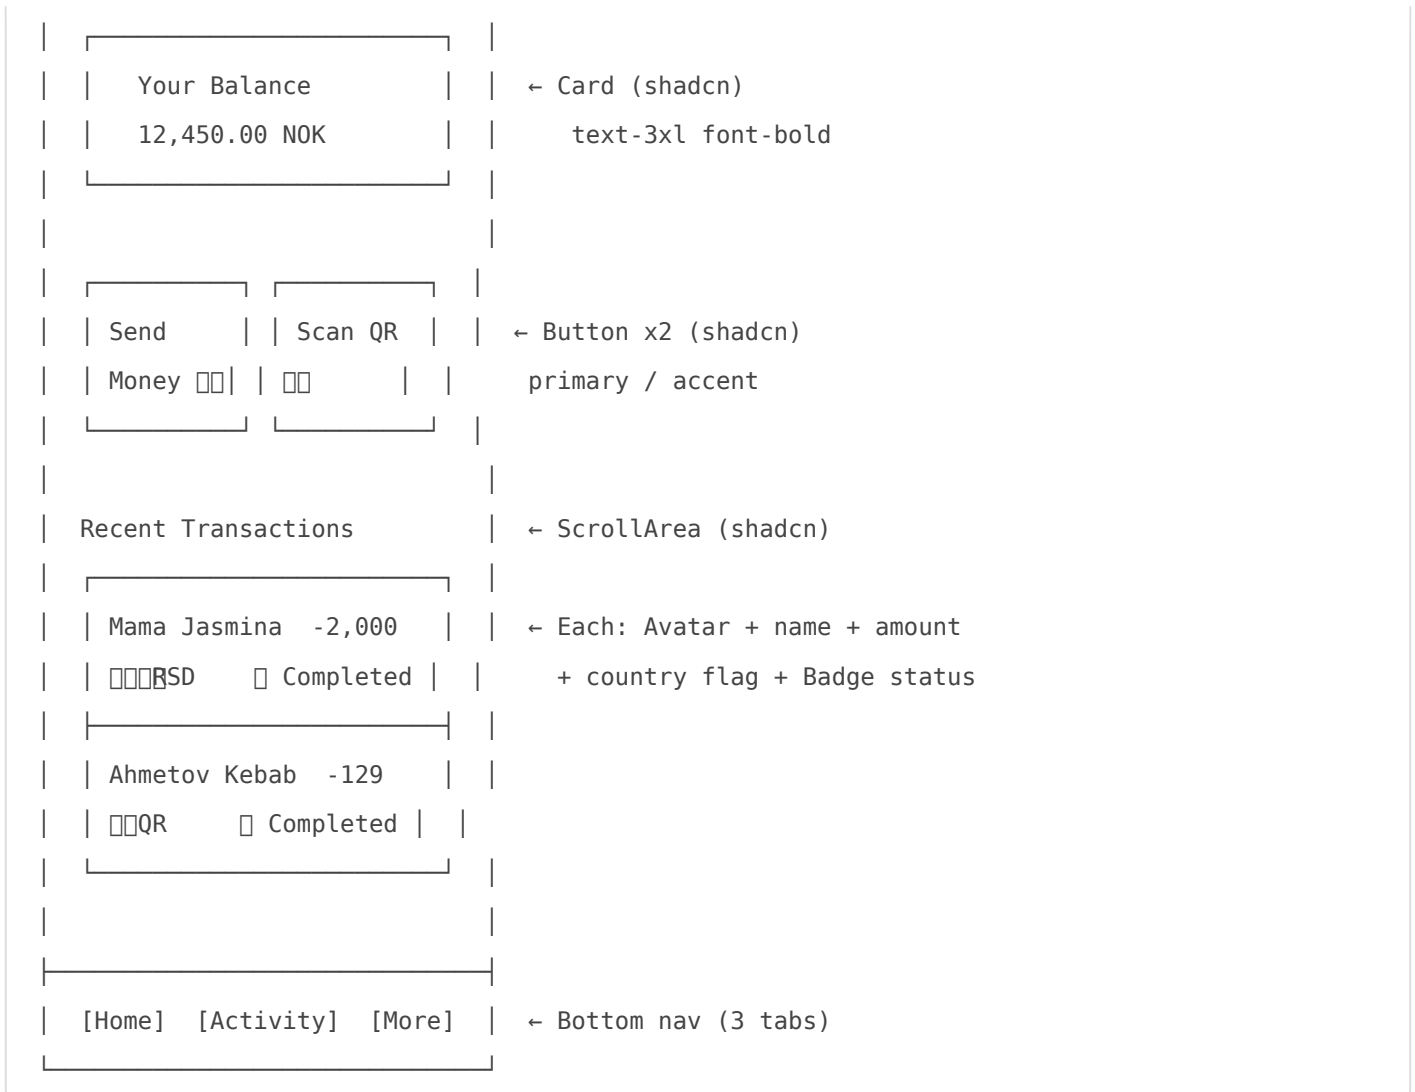 Your Balance ← Card (shadcn)
12,450.00 NOK text-3xl font-bold
Send Scan QR ← Button x2 (shadcn)
Money primary / accent
Recent Transactions ← ScrollArea (shadcn)
Mama Jasmina -2,000 ← Each: Avatar + name + amount
RSD Completed + country flag + Badge status
Ahmetov Kebab -129
QR Completed
[Home] [Activity] [More] ← Bottom nav (3 tabs)